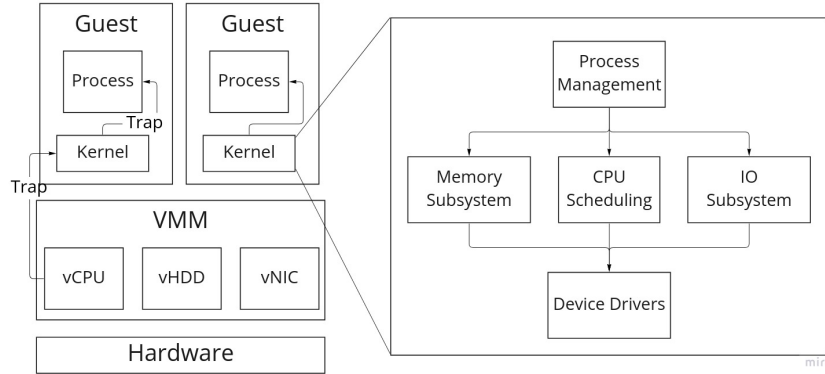 Guest
Process
Trap
Kernel
Trap
Guest
Process
Kernel
VMM
vCPU
vHDD
vNIC
Hardware
Process
Management
Memory
Subsystem
CPU
Scheduling
IO
Subsystem
Device Drivers